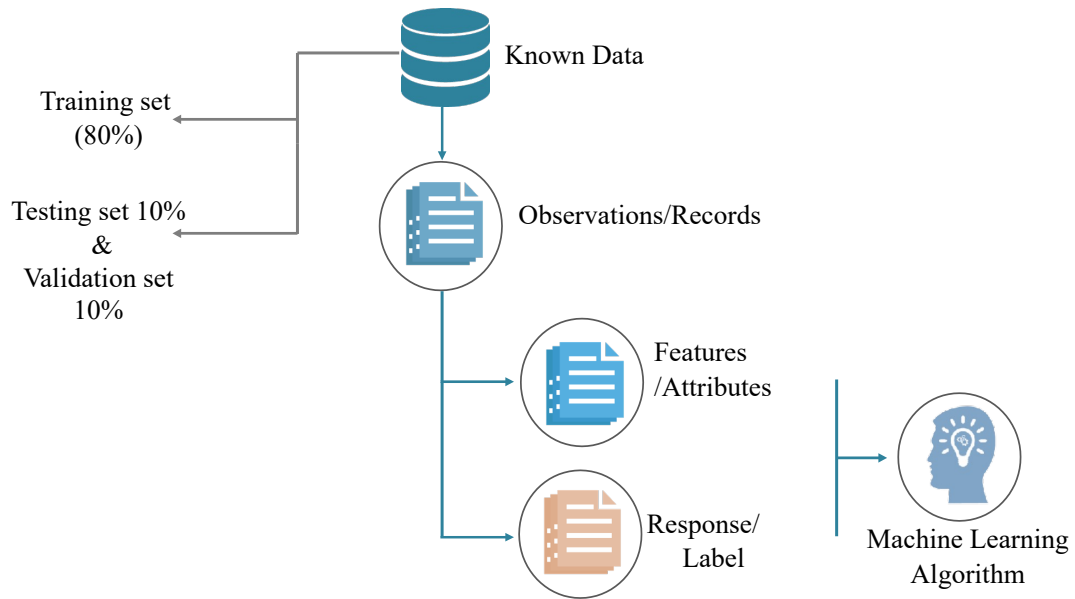 Known Data
Training set
(80%)
Testing set 10%
&
Validation set
10%
Observations/Records
Features
/Attributes
Response/
Label
Machine Learning
Algorithm